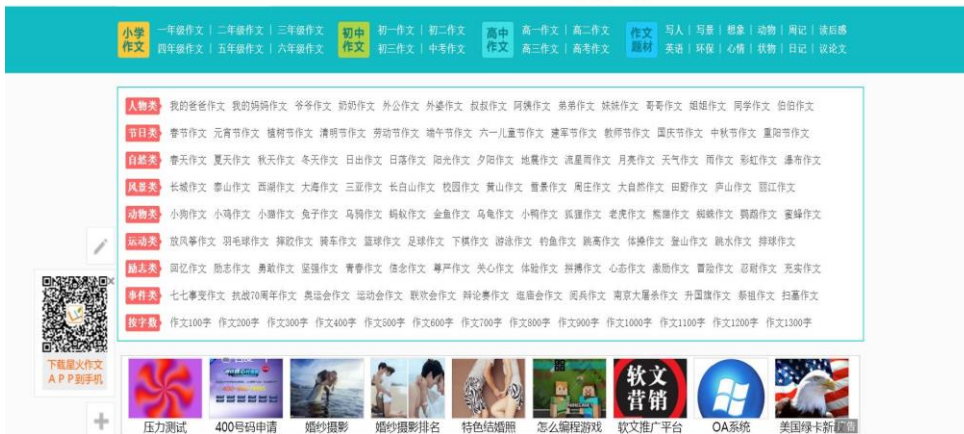 小学作文 一年级作文 | 二年级作文 | 三年级作文 四年级作文 | 五年级作文 | 六年级作文
初中作文 初一作文 | 初二作文 初三作文 | 中考作文
高中作文 高一作文 | 高二作文 高三作文 | 高考作文
作文题材 写人 | 写景 | 想象 | 动物 | 周记 | 读后感 英语 | 环保 | 心情 | 状物 | 日记 | 议论文
人物类 我的爸爸作文 我的妈妈作文 爷爷作文 奶奶作文 外公作文 外婆作文 叔叔作文 阿姨作文 弟弟作文 妹妹作文 哥哥作文 姐姐作文 同学作文 伯伯作文
节日类 春节作文 元宵节作文 植树节作文 清明节作文 劳动节作文 端午节作文 六一儿童节作文 建军节作文 教师节作文 国庆节作文 中秋节作文 重阳节作文
自然类 春天作文 夏天作文 秋天作文 冬天作文 日出作文 日落作文 阳光作文 夕阳作文 地震作文 流星雨作文 月亮作文 天气作文 雨作文 彩虹作文 瀑布作文
风景类 长城作文 泰山作文 西湖作文 大海作文 三亚作文 长白山作文 校园作文 黄山作文 雪景作文 周庄作文 大自然作文 田野作文 庐山作文 丽江作文
动物类 小狗作文 小鸡作文 小猫作文 兔子作文 乌鸦作文 蚂蚁作文 金鱼作文 乌龟作文 小鸭作文 狐狸作文 老虎作文 熊猫作文 蜘蛛作文 鹦鹉作文 蜜蜂作文
运动类 放风筝作文 羽毛球作文 摔跤作文 骑车作文 篮球作文 足球作文 下棋作文 游泳作文 钓鱼作文 跳高作文 体操作文 登山作文 跳水作文 排球作文
励志类 回忆作文 励志作文 勇敢作文 坚强作文 青春作文 信念作文 尊严作文 关心作文 体验作文 拼搏作文 心态作文 激励作文 冒险作文 忍耐作文 充实作文
事件类 七七事变作文 抗战70周年作文 奥运会作文 运动会作文 联欢会作文 辩论赛作文 逛庙会作文 阅兵作文 南京大屠杀作文 升国旗作文 祭祖作文 扫墓作文
按字数 作文100字 作文200字 作文300字 作文400字 作文500字 作文600字 作文700字 作文800字 作文900字 作文1000字 作文1100字 作文1200字 作文1300字
下载星火作文
APP到手机
软文
营销
压力测试 400号码申请 婚纱摄影 婚纱摄影排名 特色结婚照 怎么编程游戏 软文推广平台 OA系统 美国绿卡新
广告